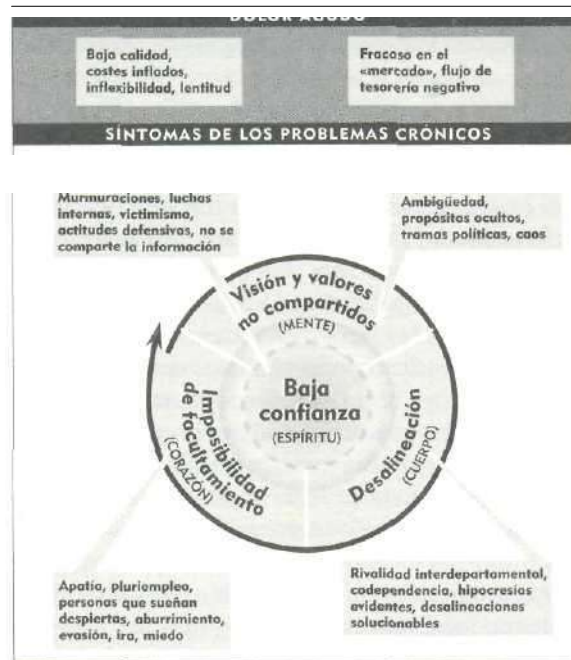 DOLOR AGUDO
Baja calidad,
costes inflados,
inflexibilidad, lentitud
Fracaso en el
«mercado», flujo de
tesorería negativo
SÍNTOMAS DE LOS PROBLEMAS CRÓNICOS
Murmuraciones, luchas
internas, victimismo,
actitudes defensivas, no se
comparte la información
Ambigüedad,
propósitos ocultos,
tramas políticas, caos
Visión y valores
no compartidos
(MENTE)
Baja
confianza
(ESPÍRITU)
Imposibilidad
de facultamiento
(CORAZÓN)
Desalineación
(CUERPO)
Apatía, pluriempleo,
personas que sueñan
despiertas, aburrimiento,
evasión, ira, miedo
Rivalidad interdepartamental,
codependencia, hipocresías
evidentes, desalineaciones
solucionables